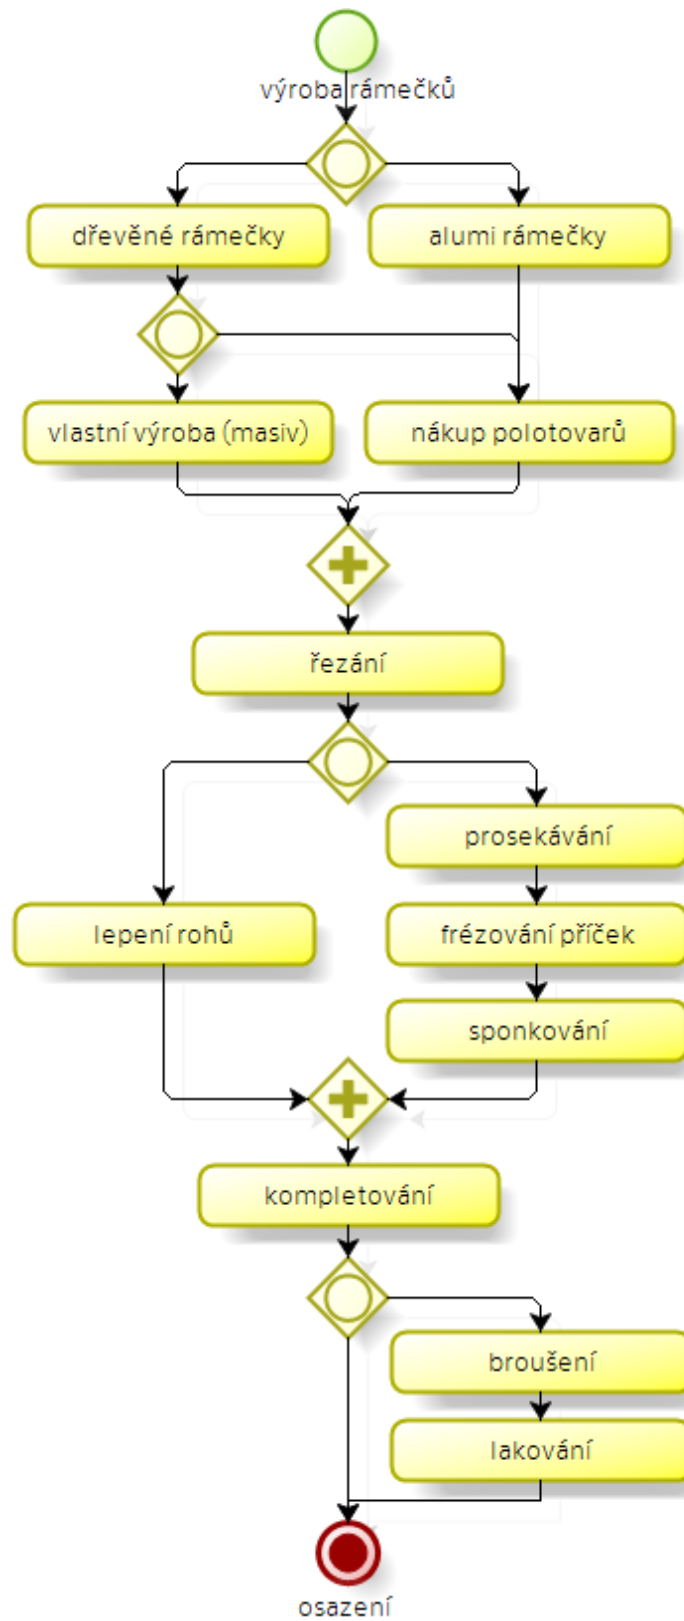 výroba rámečků
dřevěné rámečky
alumi rámečky
vlastní výroba (masiv)
nákup polotovarů
řezání
prosekávání
lepení rohů
frézování příček
sponkování
kompletování
broušení
lakování
osazení